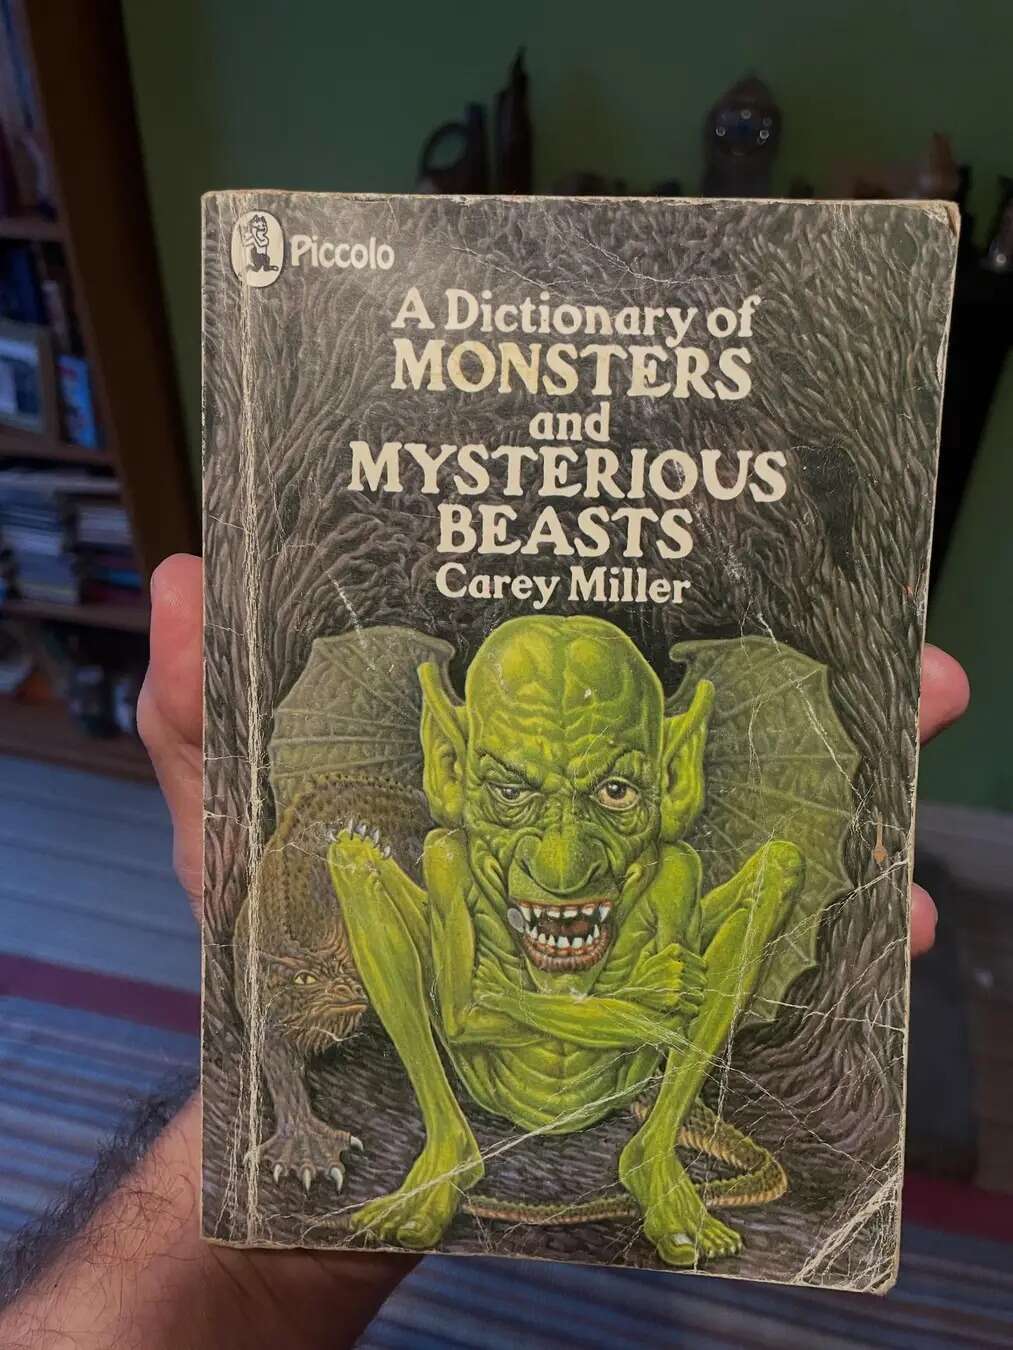 Piccolo
A Dictionary of
MONSTERS
and
MYSTERIOUS
BEASTS
Carey Miller